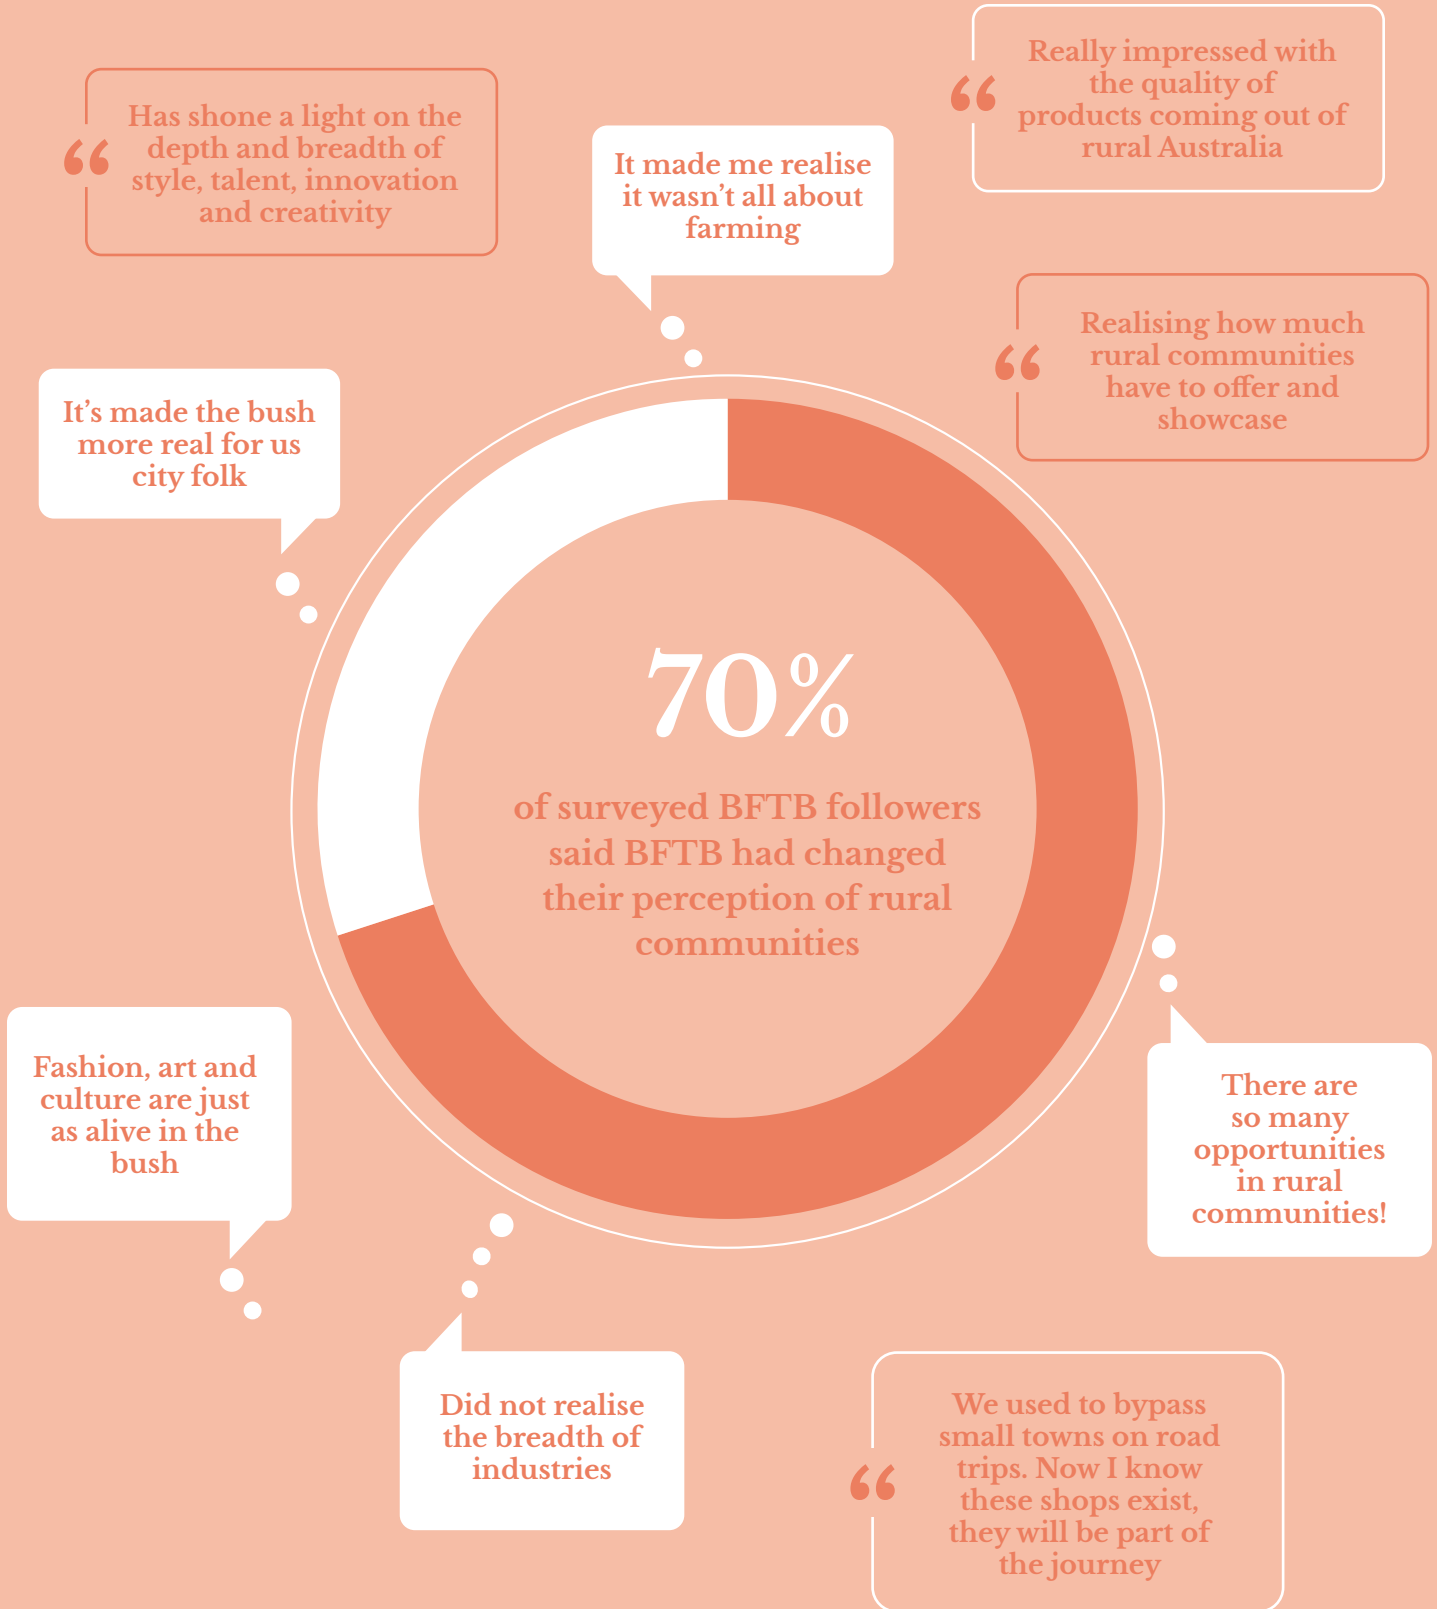 Really impressed with
the quality of
products coming out of
rural Australia
“
Has shone a light on the
depth and breadth of
style, talent, innovation
and creativity
“
It made me realise
it wasn’t all about
farming
Realising how much
rural communities
have to offer and
showcase
“
It’s made the bush
more real for us
city folk
70%
of surveyed BFTB followers
said BFTB had changed
their perception of rural
communities
Fashion, art and
culture are just
as alive in the
bush
There are
so many
opportunities
in rural
communities!
Did not realise
the breadth of
industries
We used to bypass
small towns on road
trips. Now I know
these shops exist,
they will be part of
the journey
“